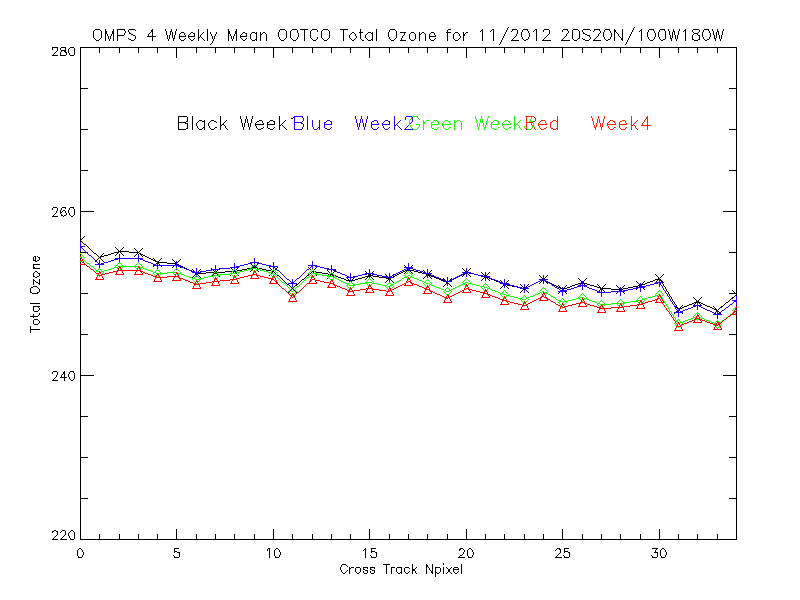 OMPS 4 Weekly Mean OOTCO Total Ozone for 11/2012 20S20N/100W180W
280
Black Week1 Blue Week2 Green Week3 Red Week4
260
Total Ozone
240
220
0 5 10 15 20 25 30
Cross Track Npixel